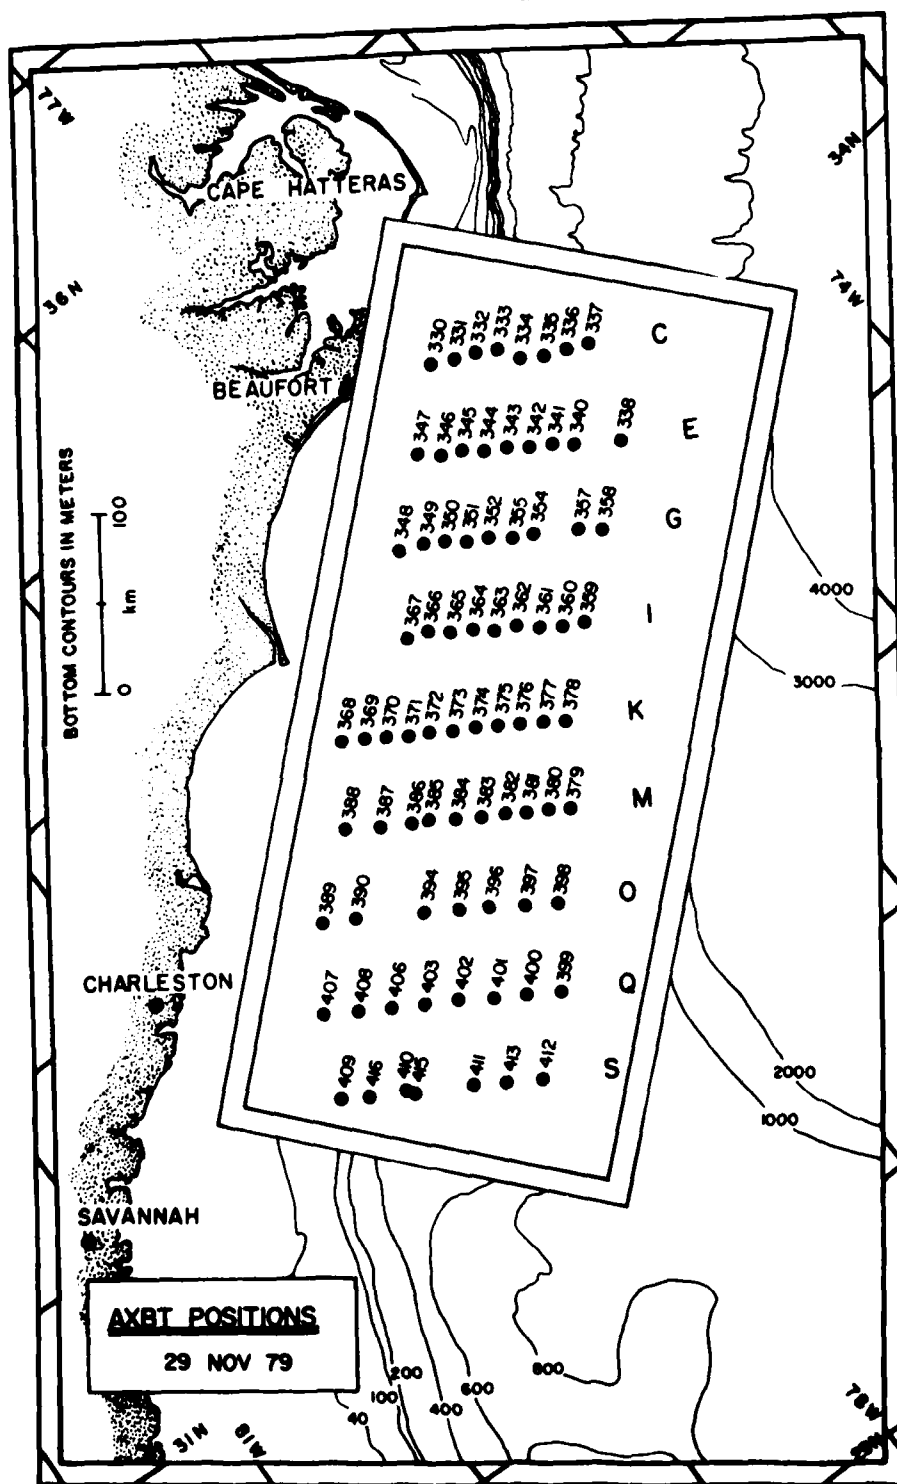 77W
34N
CAPE HATTERAS
36N
74W
BEAUFORT
330 331 332 333 334 335 336 337 C
347 346 345 344 343 342 341 340 338 E
348 349 350 351 352 355 354 357 358 G
367 366 365 364 363 362 361 360 359 I
368 369 370 371 372 373 374 375 376 377 378 K
388 387 386 385 384 383 382 381 380 379 M
389 390 394 395 396 397 398 O
407 408 406 403 402 401 400 399 Q
409 416 410 415 411 413 412 S
BOTTOM CONTOURS IN METERS
0 km 100
4000
3000
CHARLESTON
2000
1000
SAVANNAH
AXBT POSITIONS
29 NOV 79
40
100
200
400
600
800
31N
81W
78W